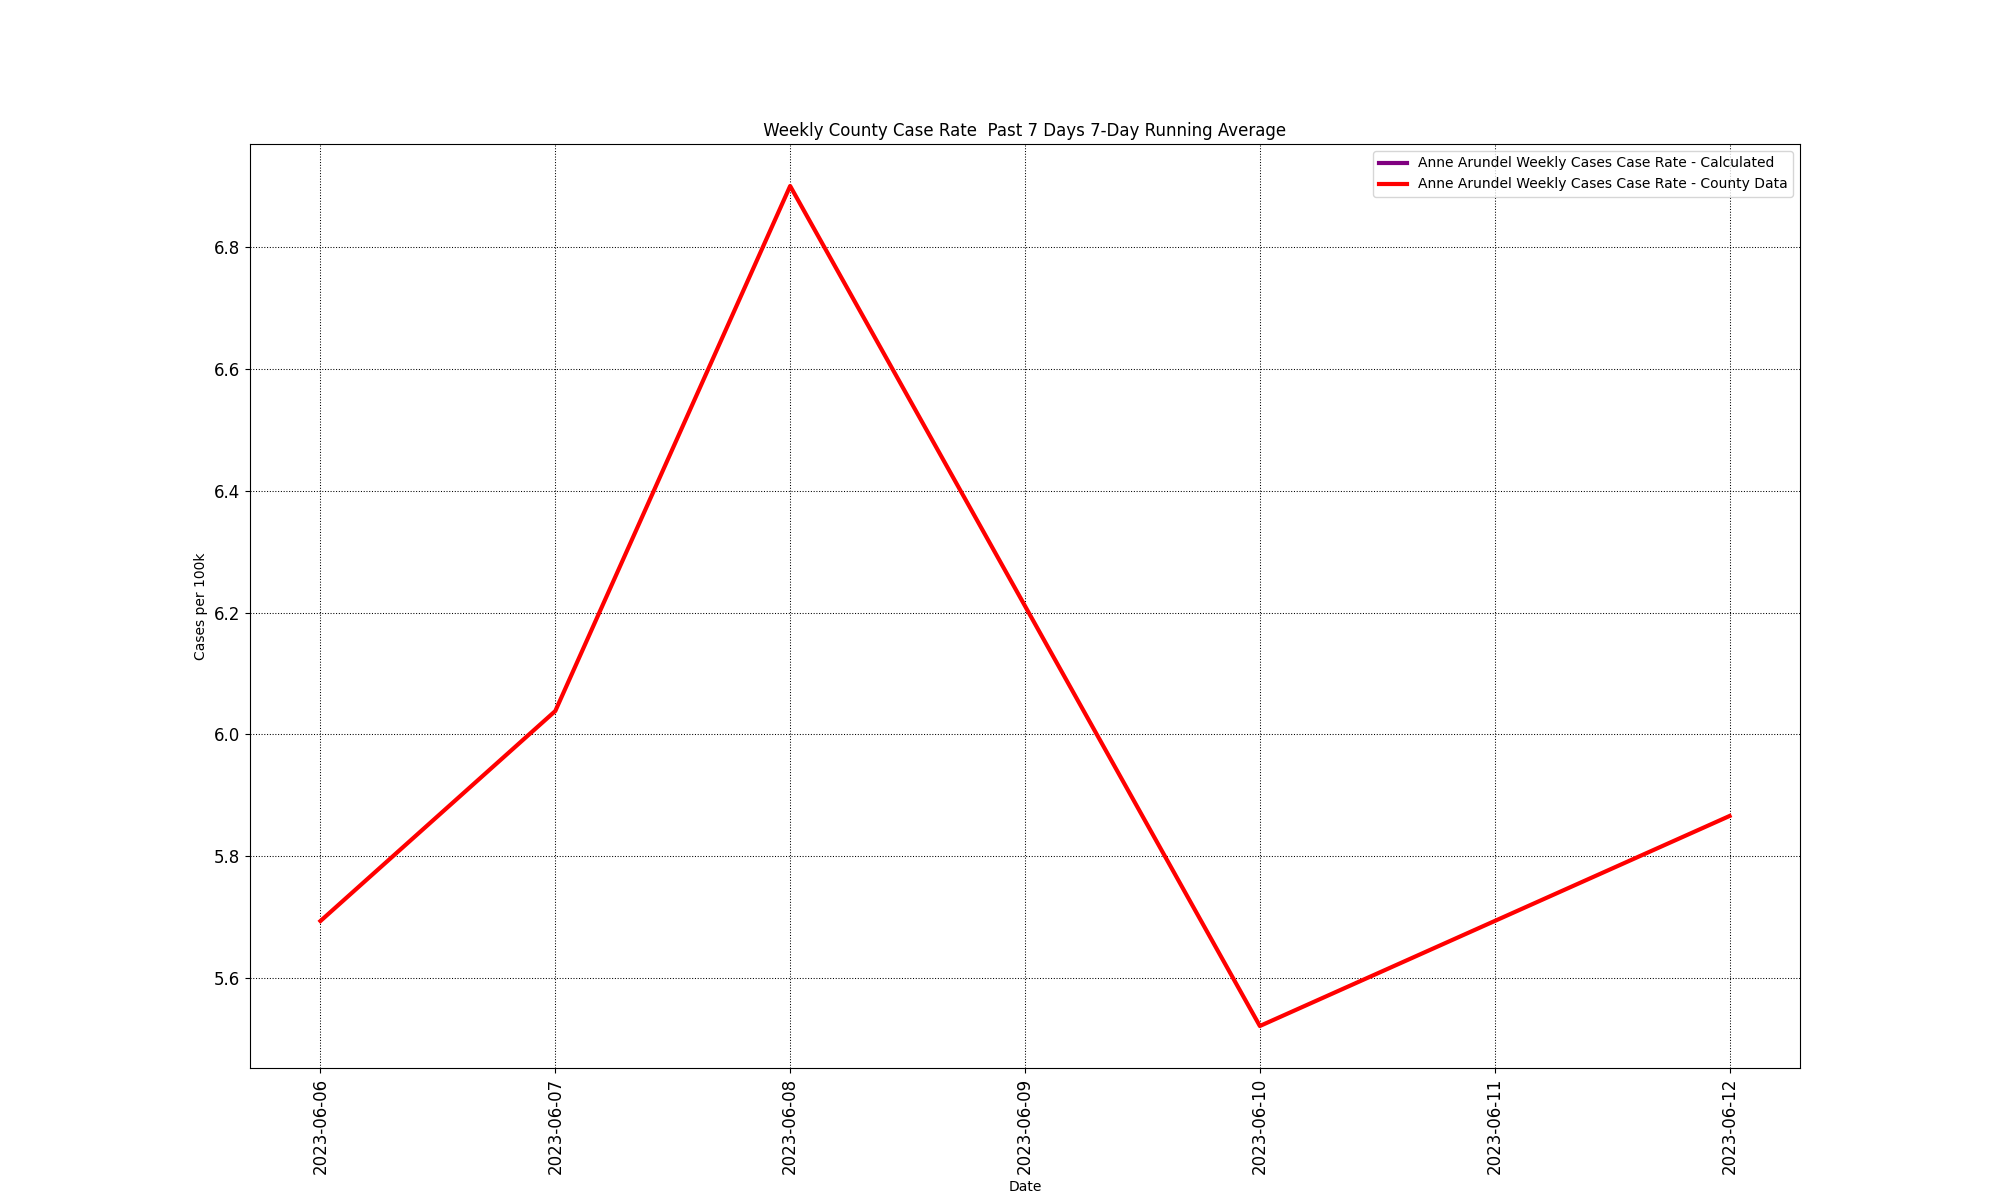 Weekly County Case Rate  Past 7 Days 7-Day Running Average
Anne Arundel Weekly Cases Case Rate - Calculated
Anne Arundel Weekly Cases Case Rate - County Data
Cases per 100k
6.8
6.6
6.4
6.2
6.0
5.8
5.6
2023-06-06
2023-06-07
2023-06-08
2023-06-09
2023-06-10
2023-06-11
2023-06-12
Date